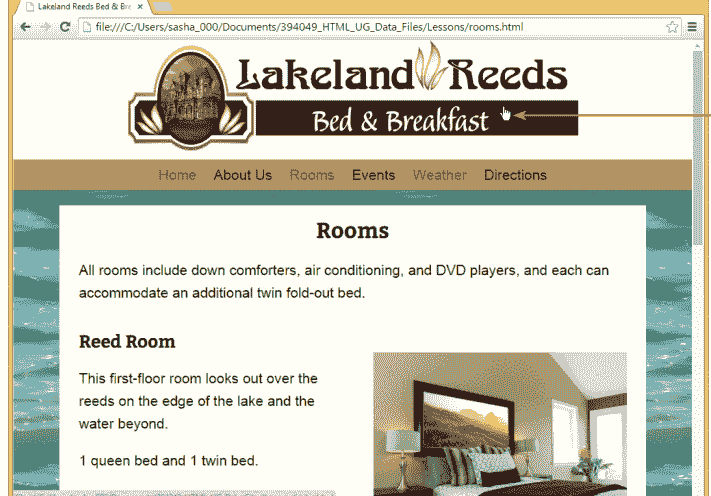 Lakeland Reeds Bed & Bre
file:///C:/Users/sasha_000/Documents/394049_HTML_UG_Data_Files/Lessons/rooms.html
Lakeland Reeds
Bed & Breakfast
Home About Us Rooms Events Weather Directions
Rooms
All rooms include down comforters, air conditioning, and DVD players, and each can
accommodate an additional twin fold-out bed.
Reed Room
This first-floor room looks out over the
reeds on the edge of the lake and the
water beyond.
1 queen bed and 1 twin bed.